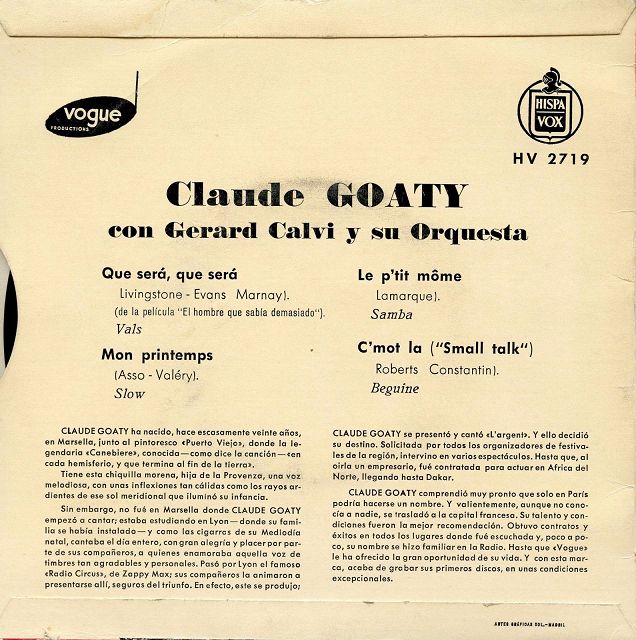 vogue
PRODUCTIONS
HISPA
VOX
HV 2719
Claude GOATY
con Gerard Calvi y su Orquesta
Que será, que será
Livingstone - Evans Marnay).
(de la película "El hombre que sabía demasiado").
Vals
Mon printemps
(Asso - Valéry).
Slow
Le p'tit môme
Lamarque).
Samba
C'mot la ("Small talk")
Roberts Constantin).
Beguine
CLAUDE GOATY ha nacido, hace escasamente veinte años,
en Marsella, junto al pintoresco «Puerto Viejo», donde la le-
gendaria «Canebiere», conocida—como dice la canción—«en
cada hemisferio, y que termina al fin de la tierra».
Tiene esta chiquilla morena, hija de la Provenza, una voz
melodiosa, con unas inflexiones tan cálidas como los rayos ar-
dientes de ese sol meridional que iluminó su infancia.
Sin embargo, no fué en Marsella donde CLAUDE GOATY
empezó a cantar; estaba estudiando en Lyon—donde su fami-
lia se había instalado—y como las cigarras de su Mediodía
natal, cantaba el día entero, con gran alegría y placer por par-
te de sus compañeros, a quienes enamoraba aquella voz de
timbres tan agradables y personales. Pasó por Lyon el famoso
«Radio Circus», de Zappy Max; sus compañeros la animaron a
presentarse allí, seguros del triunfo. En efecto, este se produjo;
CLAUDE GOATY se presentó y cantó «L'argent». Y ello decidió
su destino. Solicitada por todos los organizadores de festiva-
les de la región, intervino en varios espectáculos. Hasta que, al
oirla un empresario, fué contratada para actuar en Africa del
Norte, llegando hasta Dakar.
CLAUDE GOATY comprendió muy pronto que solo en París
podría hacerse un nombre. Y valientemente, aunque no cono-
cía a nadie, se trasladó a la capital francesa. Su talento y con-
diciones fueron la mejor recomendación. Obtuvo contratos y
éxitos en todos los lugares donde fué escuchada y, poco a po-
co, su nombre se hizo familiar en la Radio. Hasta que «Vogue»
le ha ofrecido la gran oportunidad de su vida. Y con esta mar-
ca, acaba de grabar sus primeros discos, en unas condiciones
excepcionales.
ARTES GRÁFICAS SOL.-MADRID